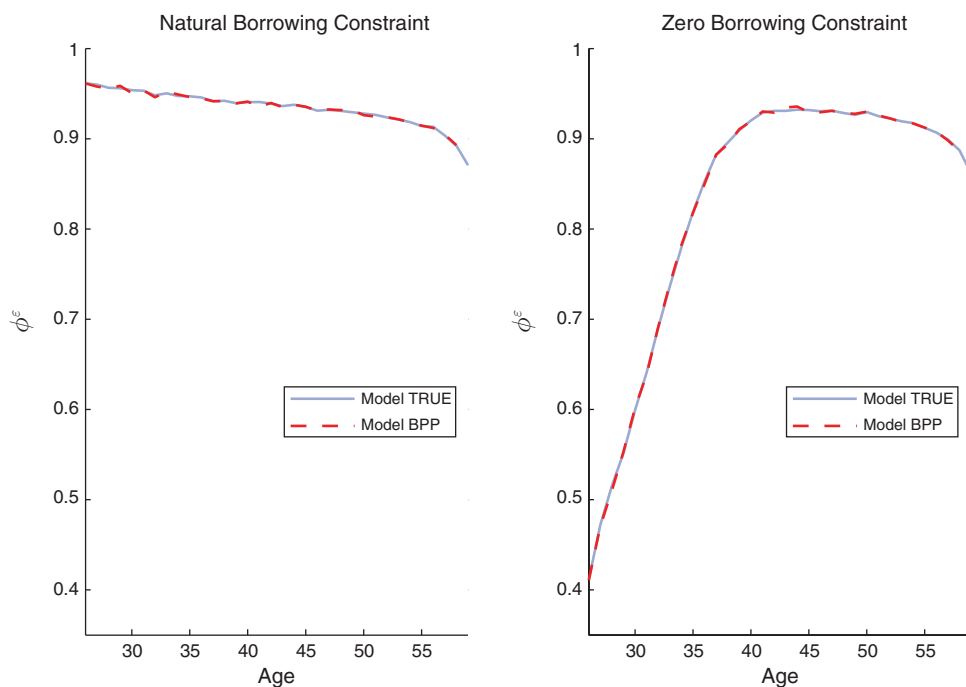 Natural Borrowing Constraint
1
0.9
0.8
0.7
0.6
0.5
0.4
ϕ^ε
Model TRUE
Model BPP
30 35 40 45 50 55
Age
Zero Borrowing Constraint
1
0.9
0.8
0.7
0.6
0.5
0.4
ϕ^ε
Model TRUE
Model BPP
30 35 40 45 50 55
Age